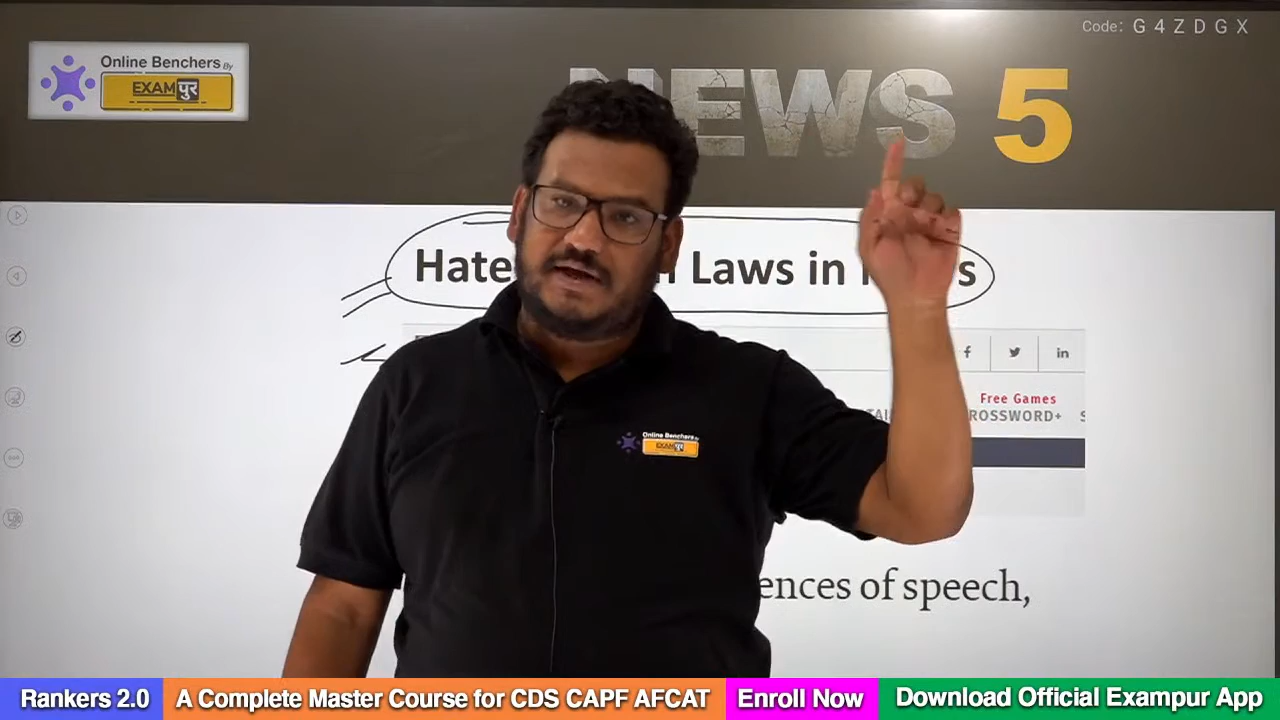 Code: G4ZDGX
Online Benchers By
EXAMपुर
NEWS 5
Hate Laws in
Free Games
ROSSWORD+
Online Benchers By
EXAMपुर
ences of speech,
Rankers 2.0 A Complete Master Course for CDS CAPF AFCAT Enroll Now Download Official Exampur App